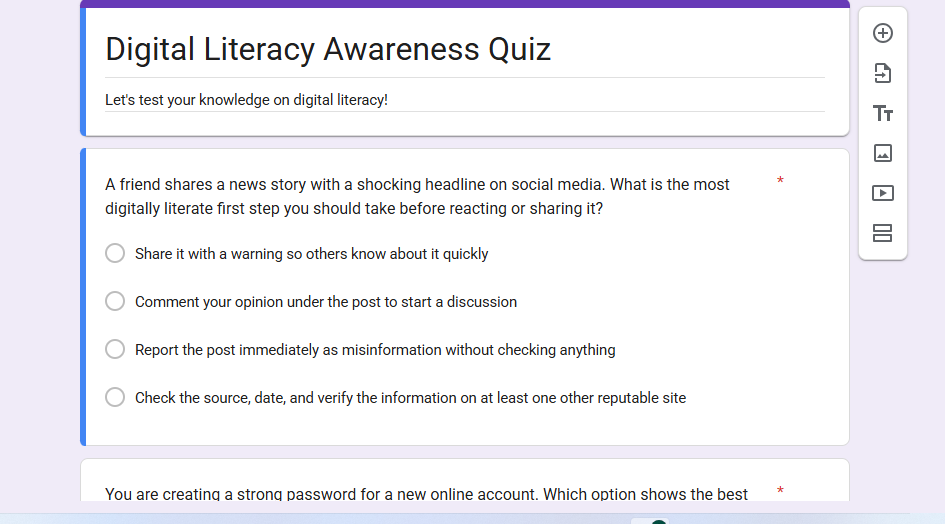 Digital Literacy Awareness Quiz
Let's test your knowledge on digital literacy!
A friend shares a news story with a shocking headline on social media. What is the most *
digitally literate first step you should take before reacting or sharing it?
Share it with a warning so others know about it quickly
Comment your opinion under the post to start a discussion
Report the post immediately as misinformation without checking anything
Check the source, date, and verify the information on at least one other reputable site
You are creating a strong password for a new online account. Which option shows the best *
Tт